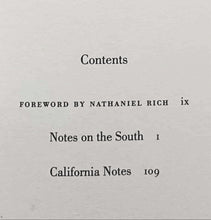 Contents
FOREWORD BY NATHANIEL RICH ix
Notes on the South 1
California Notes 109